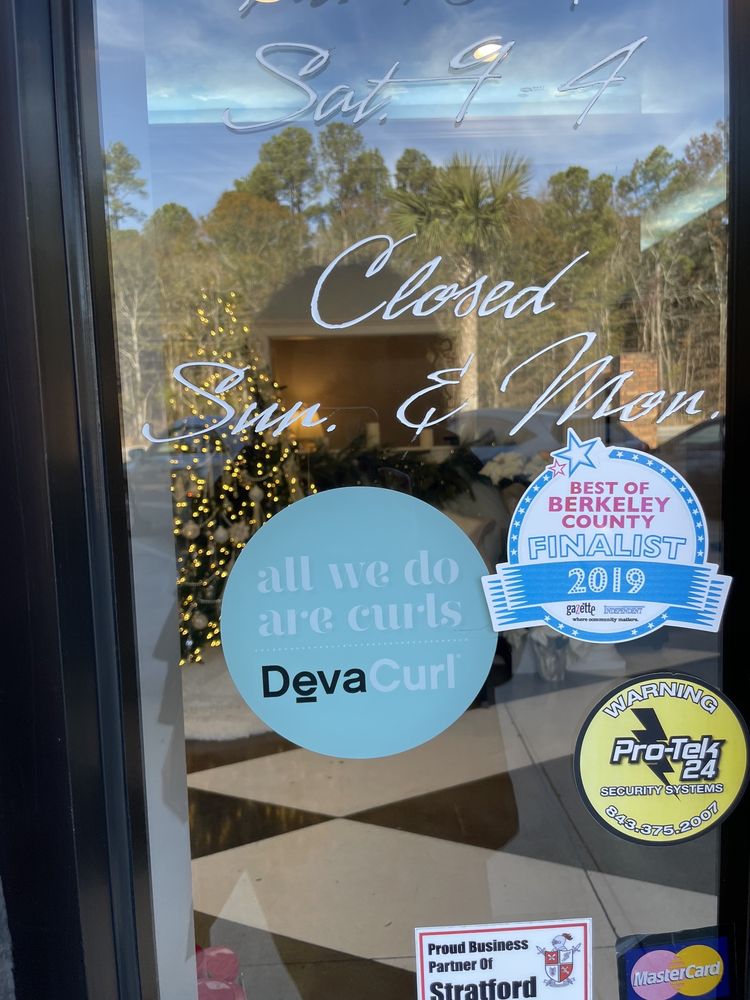 Sat. 9-4
Closed
Sun. & Mon.
all we do
are curls
DevaCurl
BEST OF
BERKELEY
COUNTY
FINALIST
2019
gazette INDEPENDENT
where community matters.
WARNING
Pro-Tek
24
SECURITY SYSTEMS
843.375.2007
Proud Business
Partner Of
Stratford
MasterCard